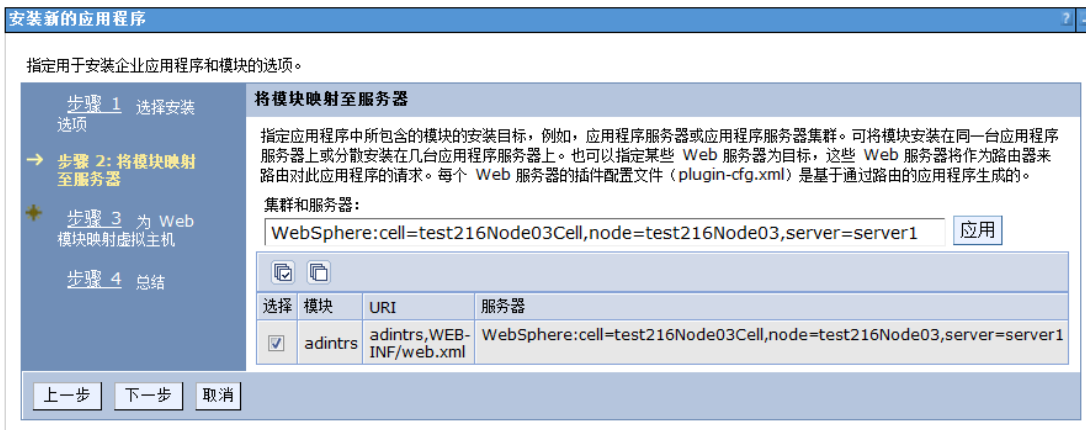 安装新的应用程序
?
指定用于安装企业应用程序和模块的选项。
步骤 1 选择安装
选项
→ 步骤 2: 将模块映射
至服务器
步骤 3 为 Web
模块映射虚拟主机
步骤 4 总结
将模块映射至服务器
指定应用程序中所包含的模块的安装目标，例如，应用程序服务器或应用程序服务器集群。可将模块安装在同一台应用程序
服务器上或分散安装在几台应用程序服务器上。也可以指定某些 Web 服务器为目标，这些 Web 服务器将作为路由器来
路由对此应用程序的请求。每个 Web 服务器的插件配置文件（plugin-cfg.xml）是基于通过路由的应用程序生成的。
集群和服务器：
WebSphere:cell=test216Node03Cell,node=test216Node03,server=server1 应用
选择 模块 URI 服务器
adintrs adintrs,WEB- WebSphere:cell=test216Node03Cell,node=test216Node03,server=server1
INF/web.xml
上一步 下一步 取消